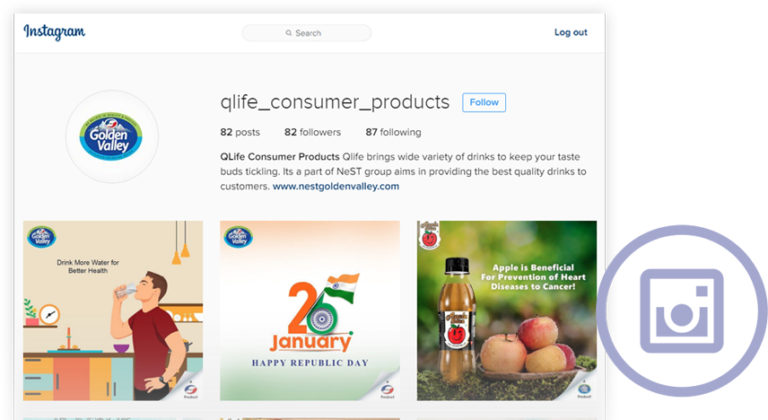 Instagram
Search
Log out
qlife_consumer_products
Follow
82 posts 82 followers 87 following
QLife Consumer Products Qlife brings wide variety of drinks to keep your taste
buds tickling. Its a part of NeST group aims in providing the best quality drinks to
customers. www.nestgoldenvalley.com
Golden
Valley
Golden
Valley
Drink More Water for
Better Health
Product
Golden
Valley
26
January
HAPPY REPUBLIC DAY
Product
Apple is Beneficial
For Prevention of Heart
Diseases to Cancer!
Product